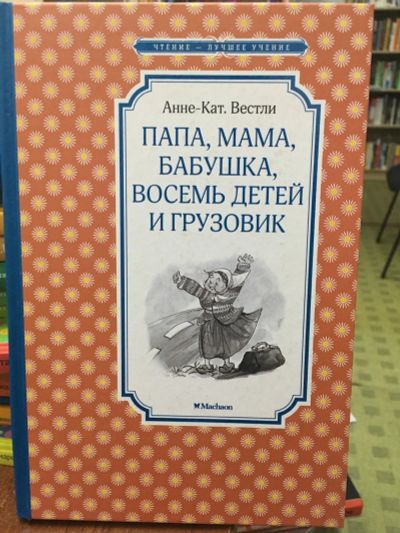 ЧТЕНИЕ – ЛУЧШЕЕ УЧЕНИЕ
Анне-Кат. Вестли
ПАПА, МАМА,
БАБУШКА,
ВОСЕМЬ ДЕТЕЙ
И ГРУЗОВИК
Machaon